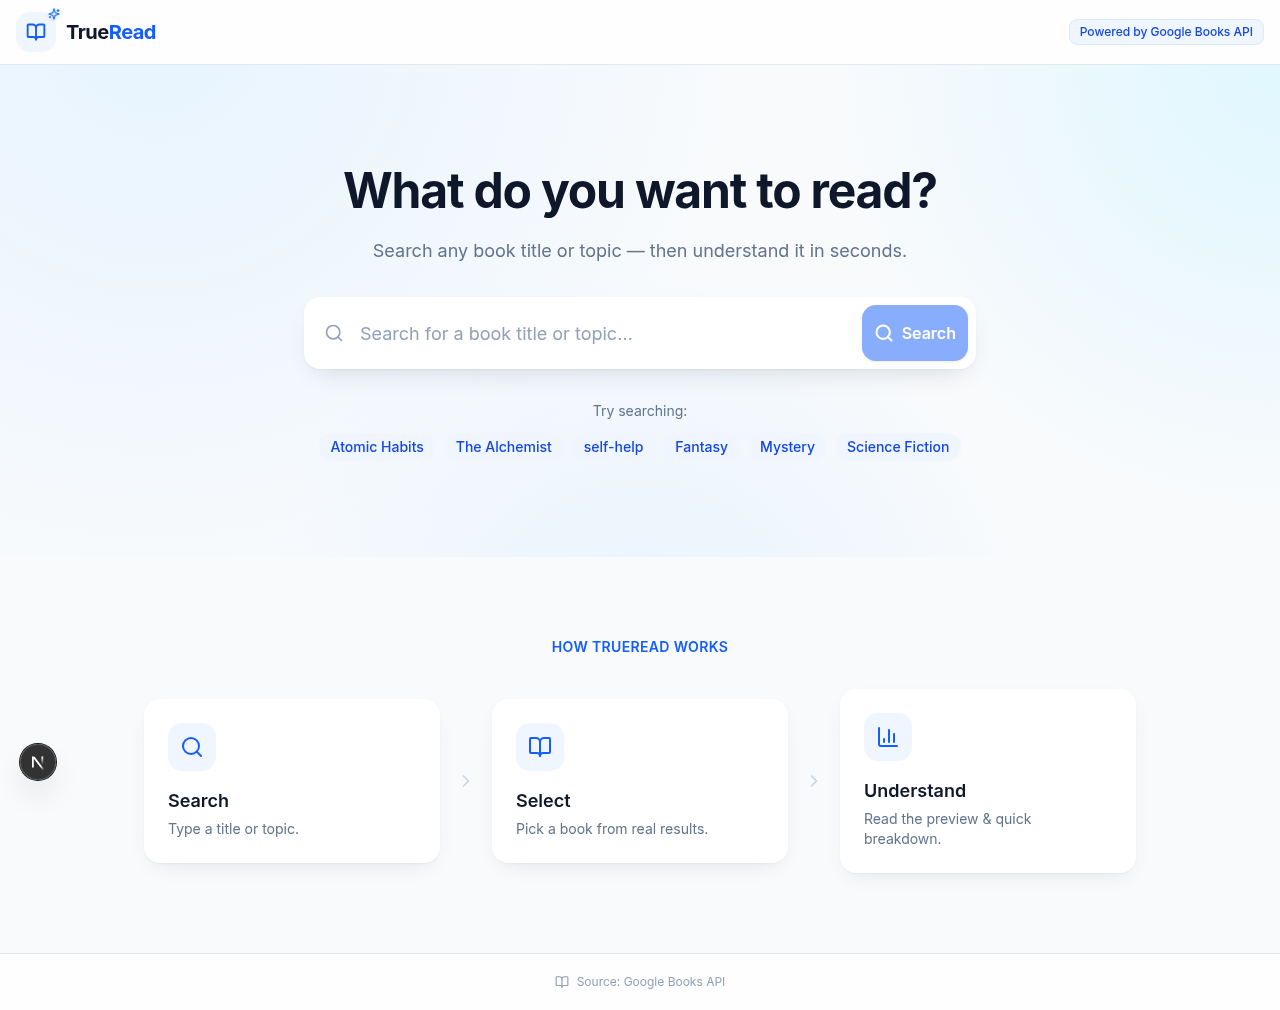 TrueRead
Powered by Google Books API
What do you want to read?
Search any book title or topic — then understand it in seconds.
Search for a book title or topic...
Search
Try searching:
Atomic Habits
The Alchemist
self-help
Fantasy
Mystery
Science Fiction
HOW TRUEREAD WORKS
Search
Type a title or topic.
Select
Pick a book from real results.
Understand
Read the preview & quick
breakdown.
N
Source: Google Books API